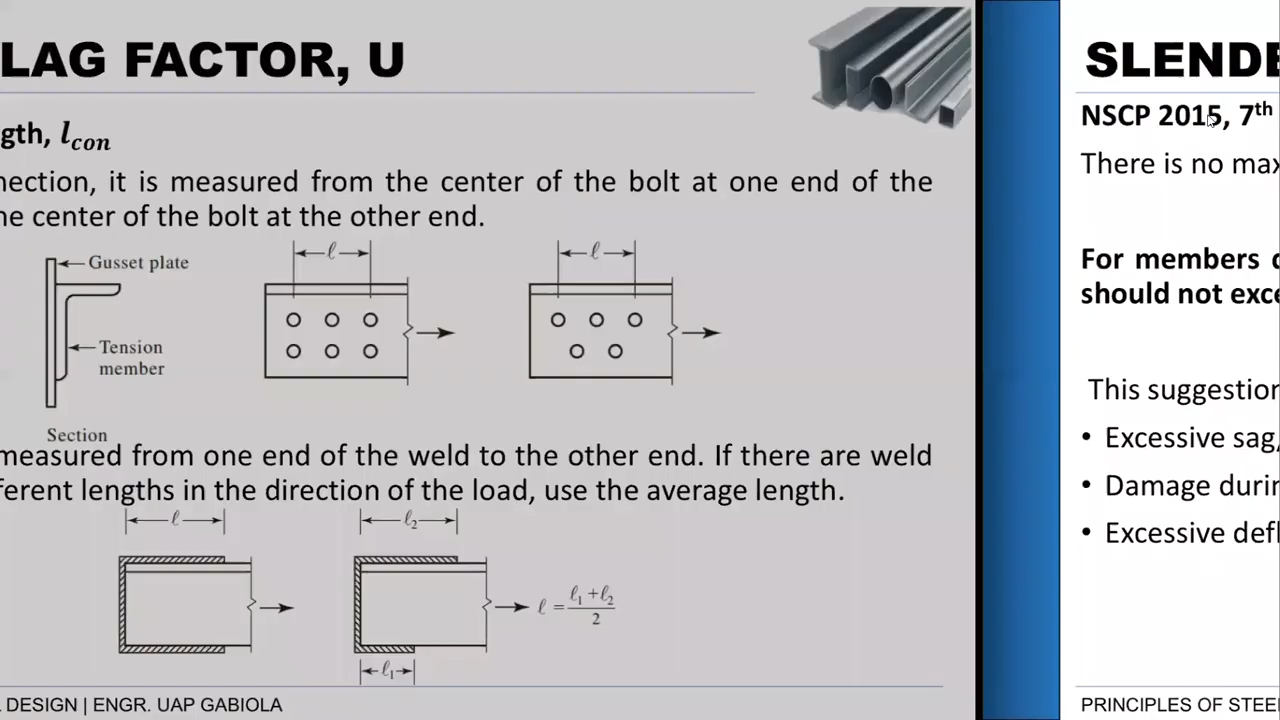 LAG FACTOR, U
gth, l_con
nection, it is measured from the center of the bolt at one end of the
ne center of the bolt at the other end.
Gusset plate
Tension
member
Section
ℓ
ℓ
measured from one end of the weld to the other end. If there are weld
ferent lengths in the direction of the load, use the average length.
ℓ
ℓ₂
ℓ = (ℓ₁ + ℓ₂)/2
ℓ₁
DESIGN | ENGR. UAP GABIOLA
SLENDE
NSCP 2015, 7th
There is no max
For members
should not exce
This suggestion
• Excessive sag,
• Damage durin
• Excessive defl
PRINCIPLES OF STEE